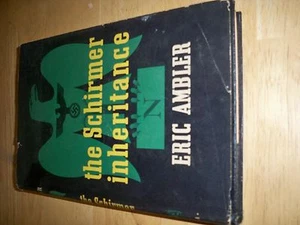 the Schirmer
inheritance
N
ERIC AMBLER
the Schirmer